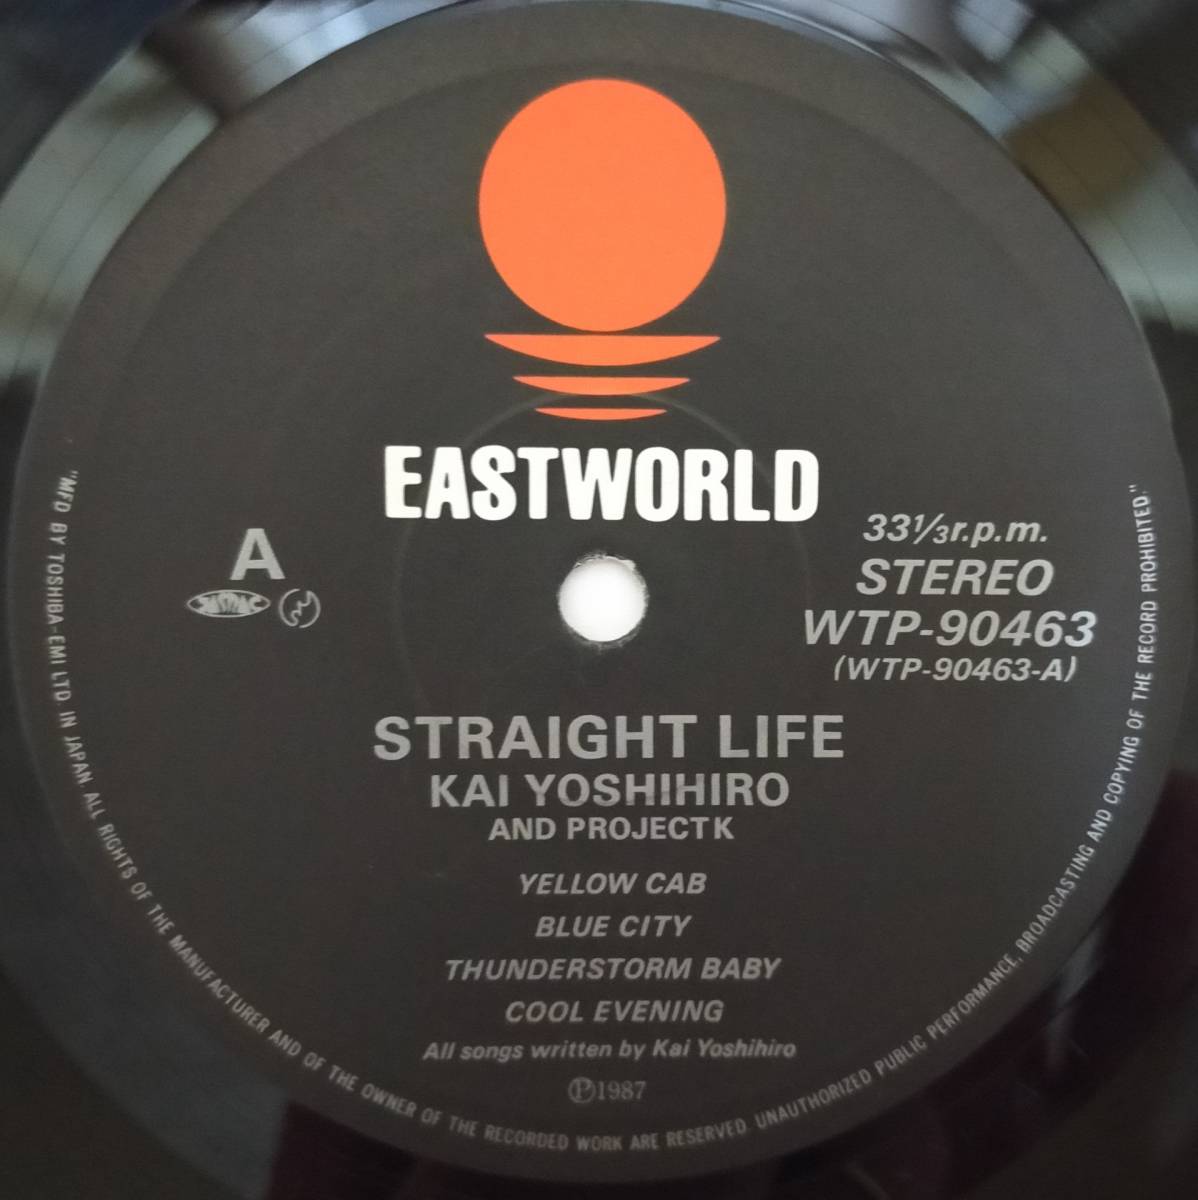 EASTWORLD
A
33⅓r.p.m.
STEREO
WTP-90463
(WTP-90463-A)
STRAIGHT LIFE
KAI YOSHIHIRO
AND PROJECT K
YELLOW CAB
BLUE CITY
THUNDERSTORM BABY
COOL EVENING
All songs written by Kai Yoshihiro
Ⓟ1987
"MFD BY TOSHIBA-EMI LTD. IN JAPAN. ALL RIGHTS OF THE MANUFACTURER AND OF THE OWNER OF THE RECORDED WORK ARE RESERVED. UNAUTHORIZED PUBLIC PERFORMANCE, BROADCASTING AND COPYING OF THE RECORD PROHIBITED."